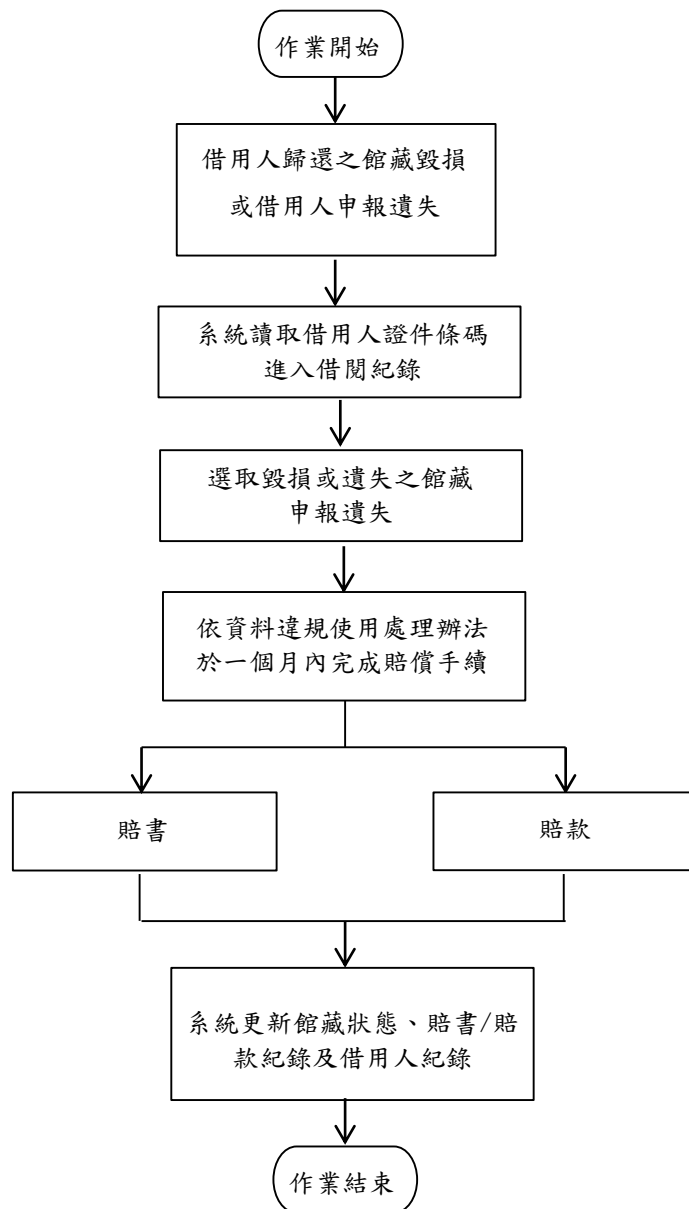 作業開始
借用人歸還之館藏毀損
或借用人申報遺失
系統讀取借用人證件條碼
進入借閱紀錄
選取毀損或遺失之館藏
申報遺失
依資料違規使用處理辦法
於一個月內完成賠償手續
賠書
賠款
系統更新館藏狀態、賠書/賠
款紀錄及借用人紀錄
作業結束